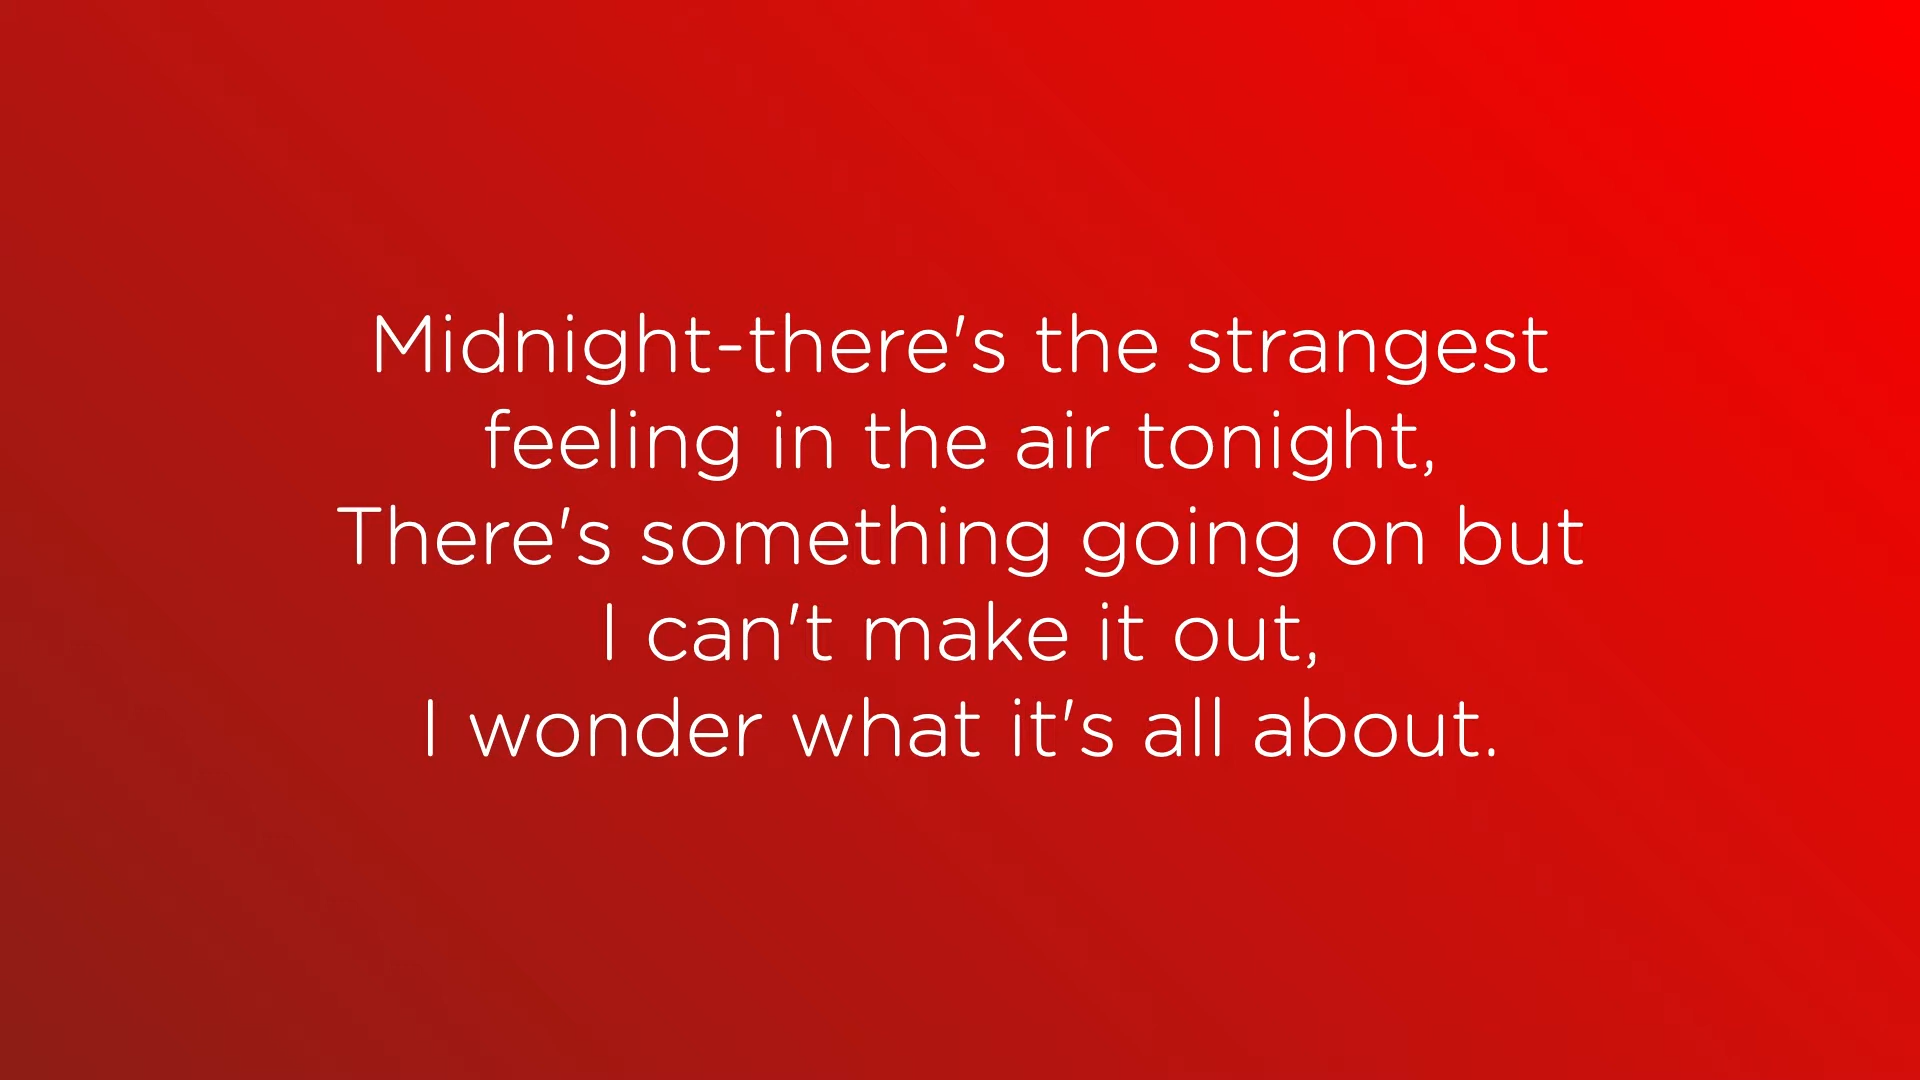 Midnight-there's the strangest
feeling in the air tonight,
There's something going on but
I can't make it out,
I wonder what it's all about.